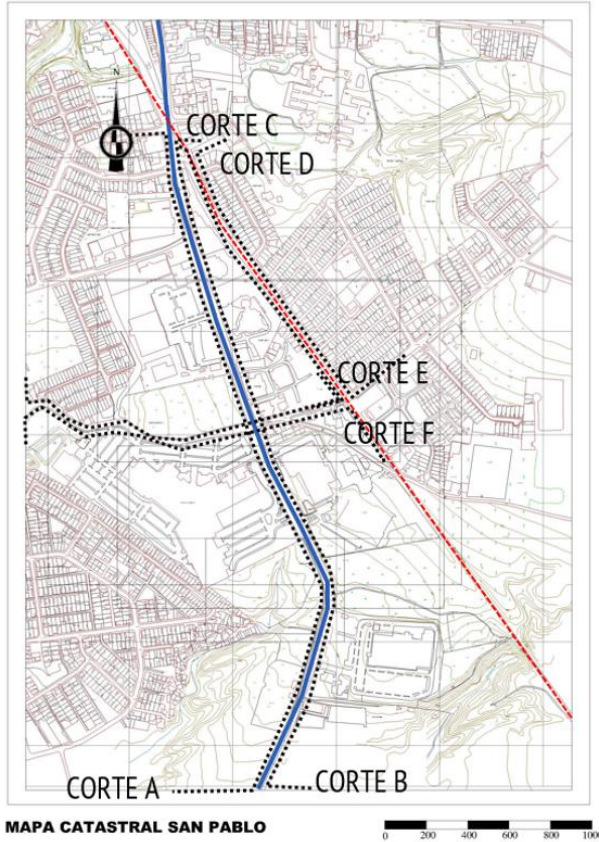 N
CORTE C
CORTE D
CORTE E
CORTE F
CORTE A
CORTE B
MAPA CATASTRAL SAN PABLO
0 200 400 600 800 1000